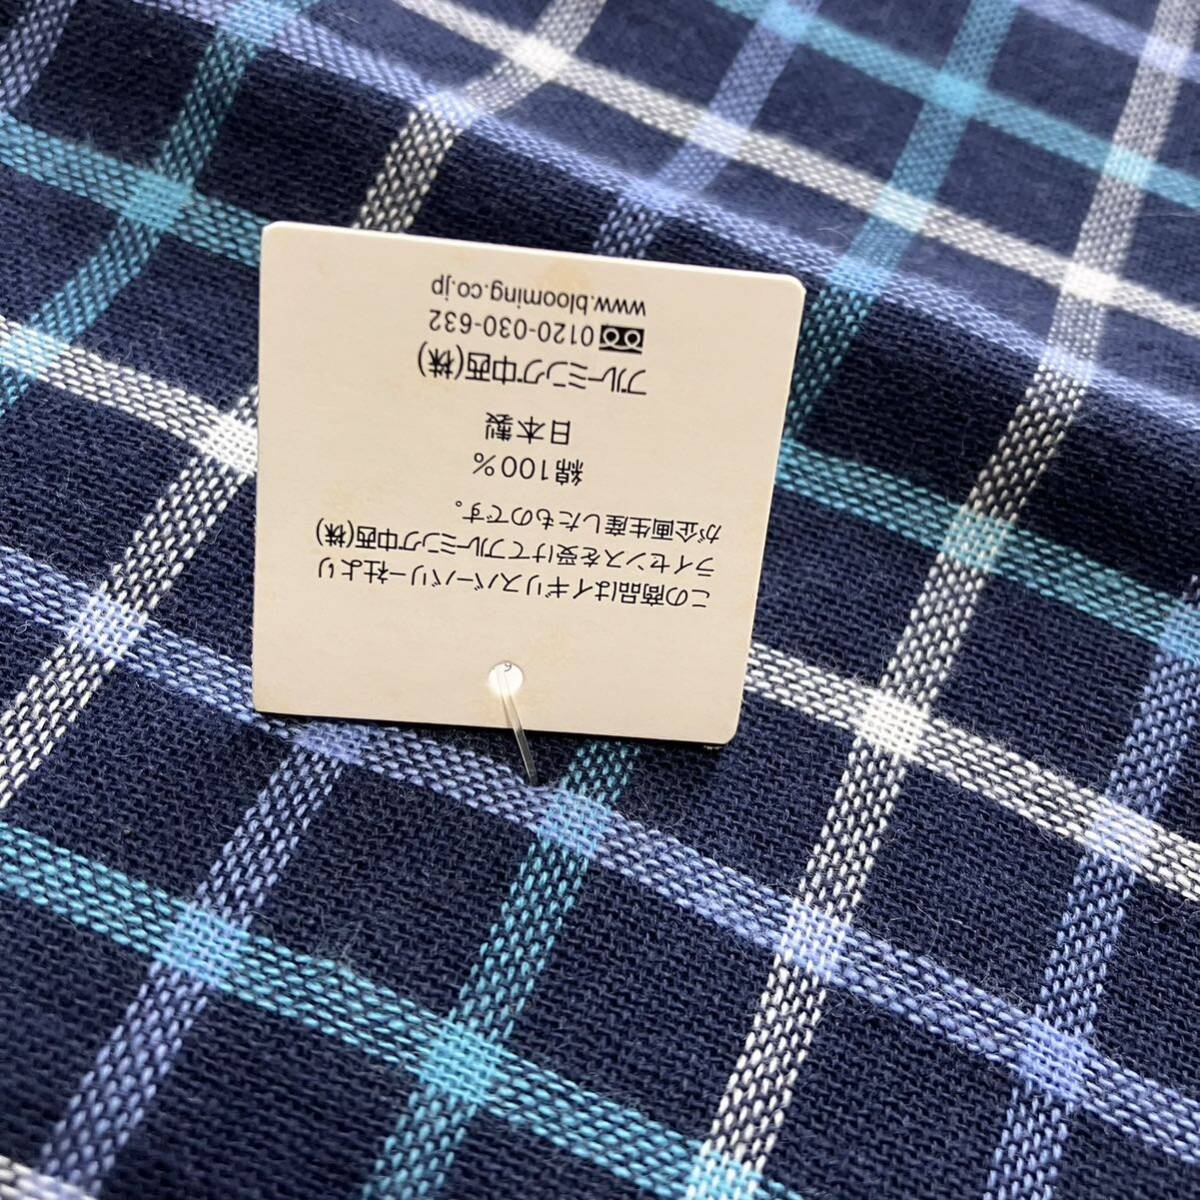 この商品はイギリスバーバリー社より
ライセンスを受けてブルーミング中西(株)
が企画生産したものです。
綿100%
日本製
ブルーミング中西(株)
0120-030-632
www.blooming.co.jp